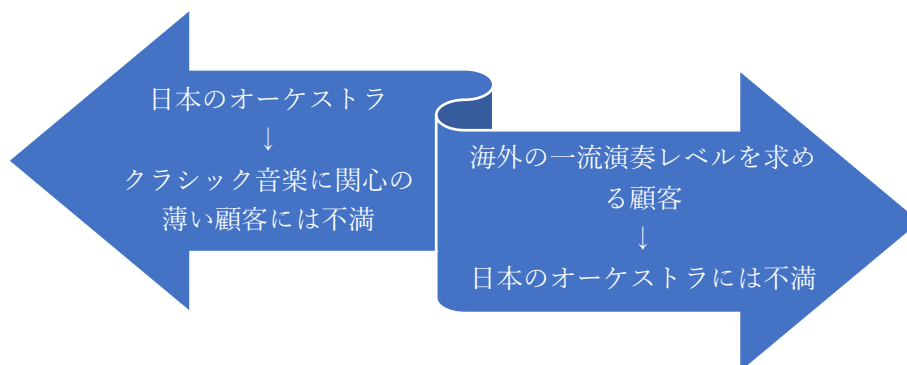 日本のオーケストラ
↓
クラシック音楽に関心の
薄い顧客には不満
海外の一流演奏レベルを求め
る顧客
↓
日本のオーケストラには不満